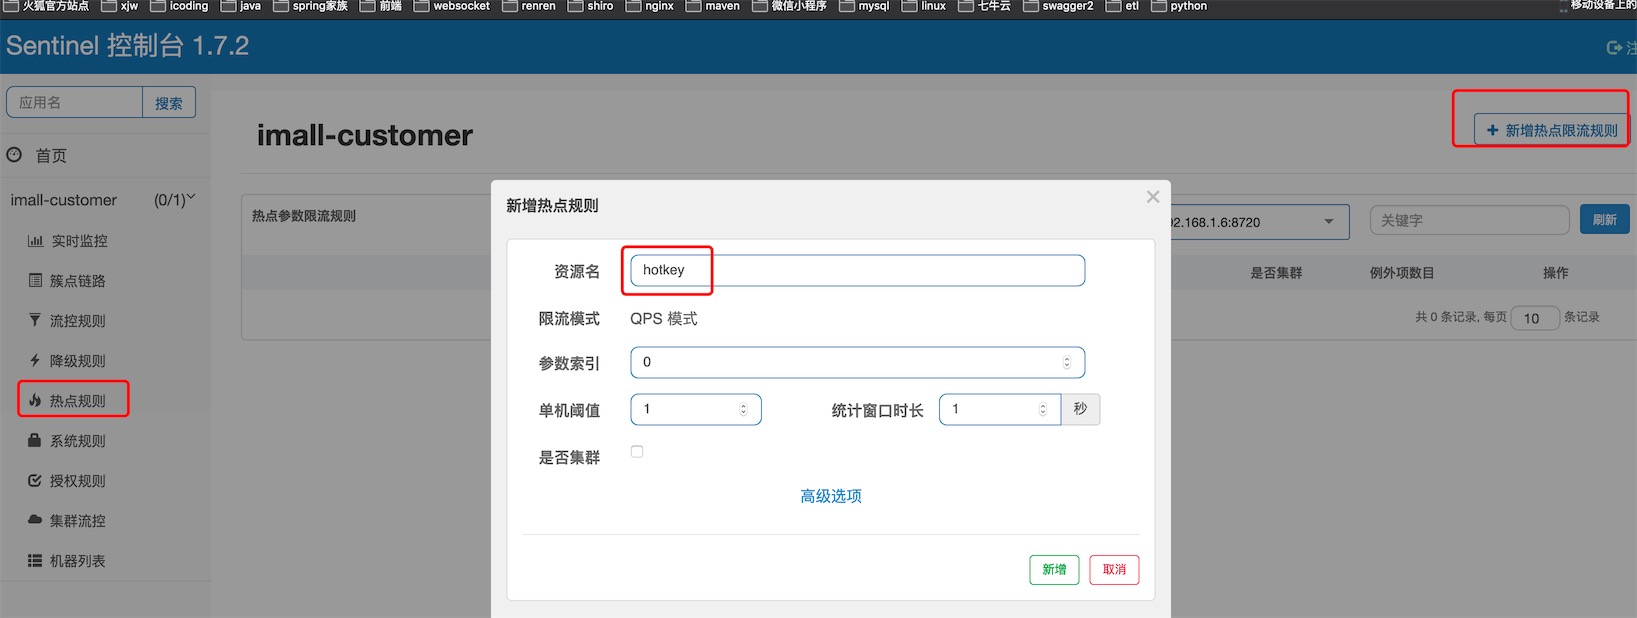 火狐官方站点 xjw icoding java spring家族 前端 websocket renren shiro nginx maven 微信小程序 mysql linux 七牛云 swagger2 etl python 移动设备上的
Sentinel 控制台 1.7.2 注
应用名 搜索
首页
imall-customer (0/1)
实时监控
簇点链路
流控规则
降级规则
热点规则
系统规则
授权规则
集群流控
机器列表
imall-customer
+ 新增热点限流规则
热点参数限流规则
92.168.1.6:8720 关键字 刷新
是否集群 例外项数目 操作
共 0 条记录, 每页 10 条记录
新增热点规则 ×
资源名 hotkey
限流模式 QPS 模式
参数索引 0
单机阈值 1 统计窗口时长 1 秒
是否集群
高级选项
新增 取消